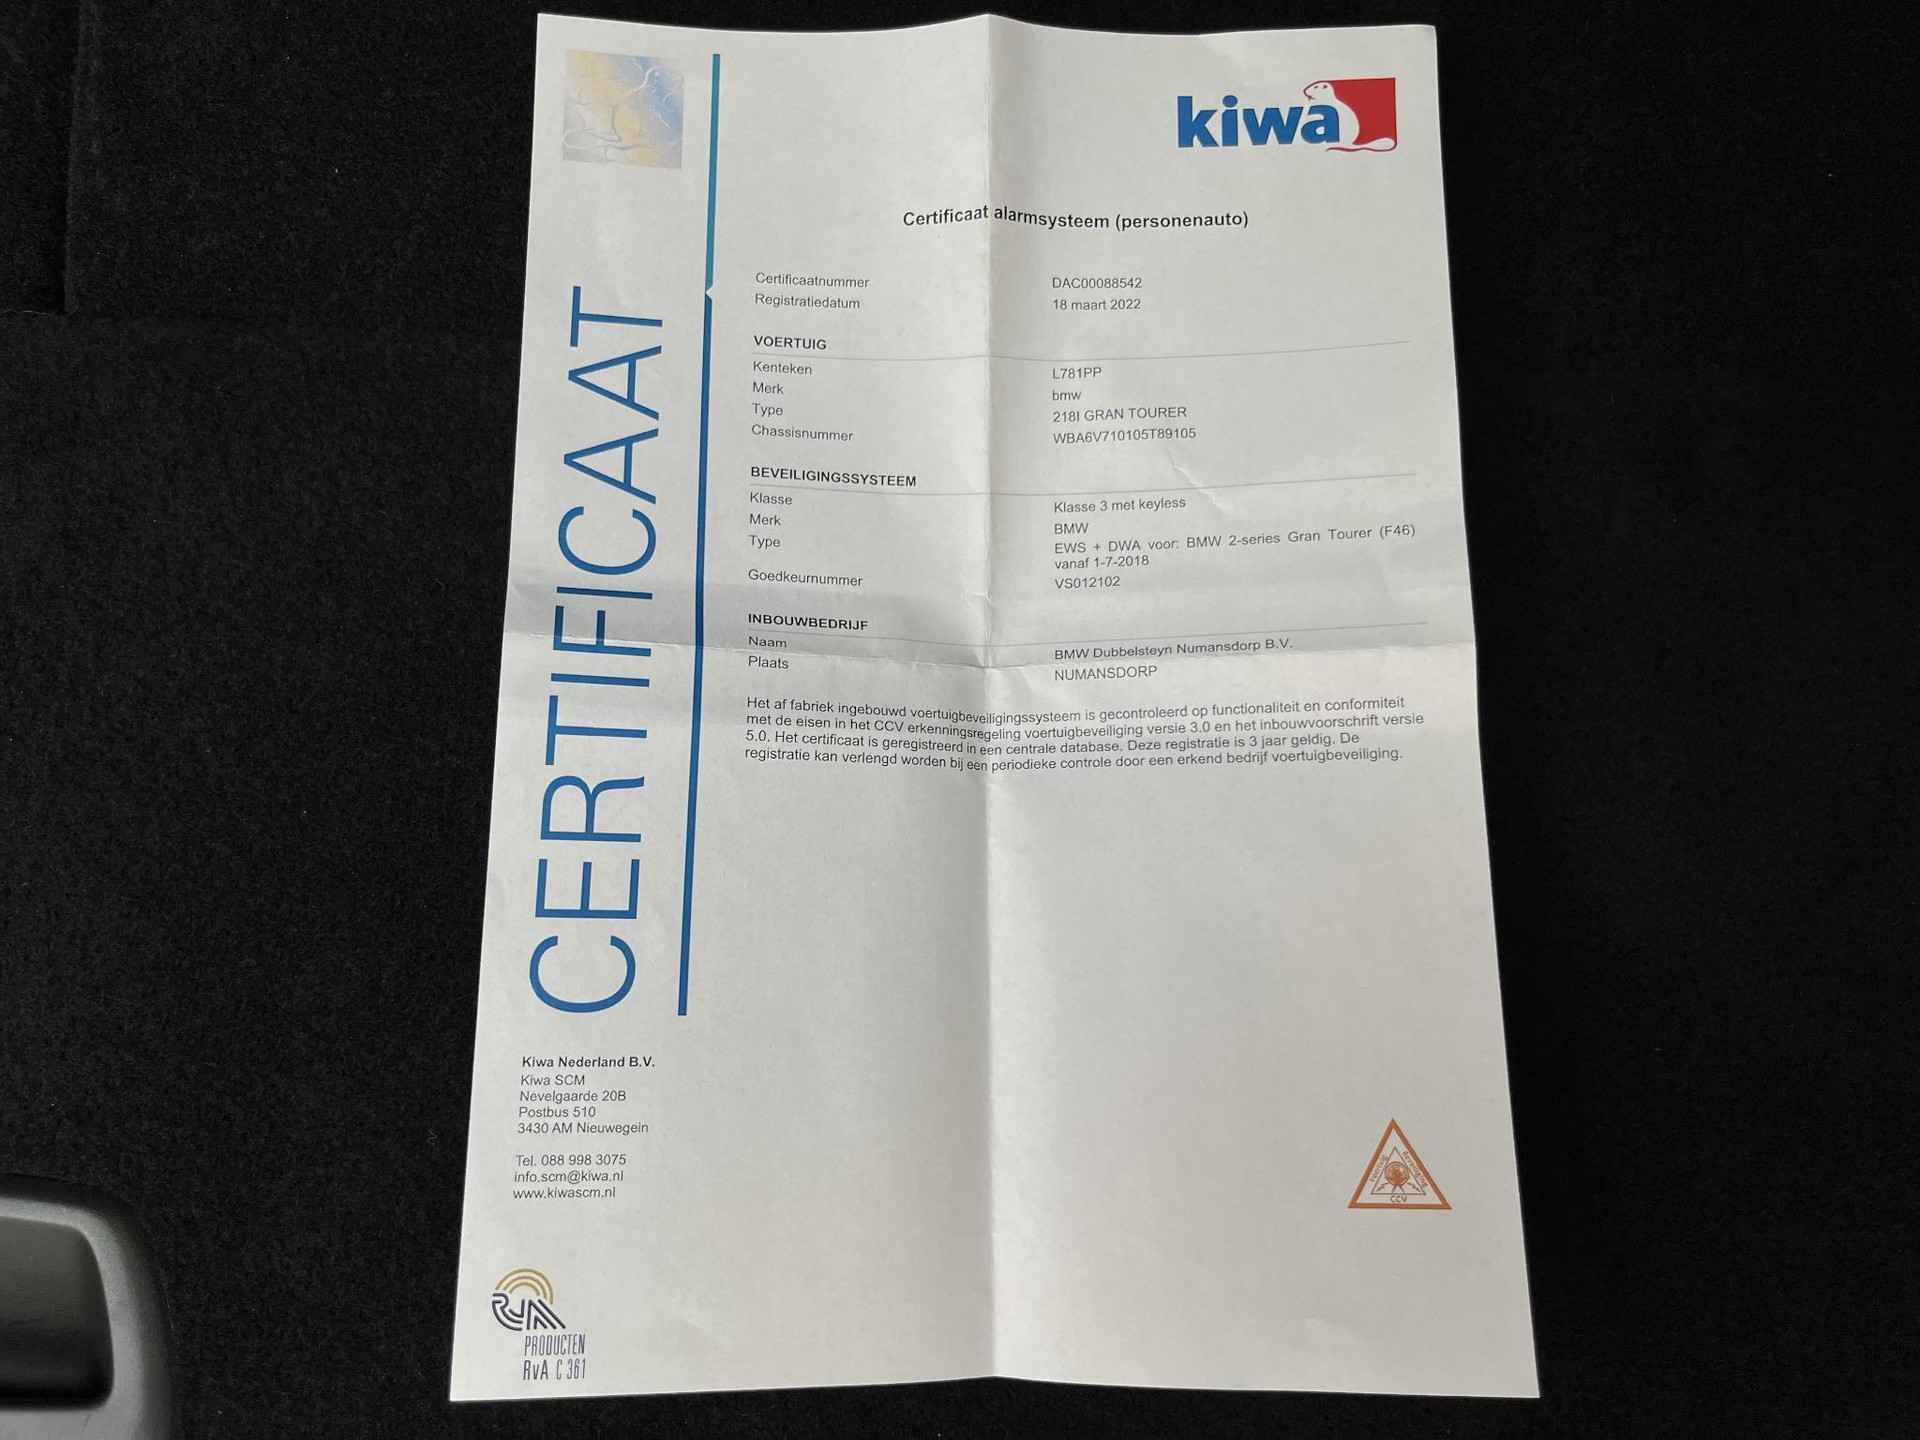 kiwa
Certificaat alarmsysteem (personenauto)
Certificaatnummer DAC00088542
Registratiedatum 18 maart 2022
VOERTUIG
Kenteken L781PP
Merk bmw
Type 218I GRAN TOURER
Chassisnummer WBA6V710105T89105
BEVEILIGINGSSYSTEEM
Klasse Klasse 3 met keyless
Merk BMW
Type EWS + DWA voor: BMW 2-series Gran Tourer (F46)
vanaf 1-7-2018
Goedkeurnummer VS012102
INBOUWBEDRIJF
Naam BMW Dubbelsteyn Numansdorp B.V.
Plaats NUMANSDORP
Het af fabriek ingebouwd voertuigbeveiligingssysteem is gecontroleerd op functionaliteit en conformiteit
met de eisen in het CCV erkenningsregeling voertuigbeveiliging versie 3.0 en het inbouwvoorschrift versie
5.0. Het certificaat is geregistreerd in een centrale database. Deze registratie is 3 jaar geldig. De
registratie kan verlengd worden bij een periodieke controle door een erkend bedrijf voertuigbeveiliging.
CERTIFICAAT
Kiwa Nederland B.V.
Kiwa SCM
Nevelgaarde 20B
Postbus 510
3430 AM Nieuwegein
Tel. 088 998 3075
info.scm@kiwa.nl
www.kiwascm.nl
CCV
RvA
PRODUCTEN
RvA C 361